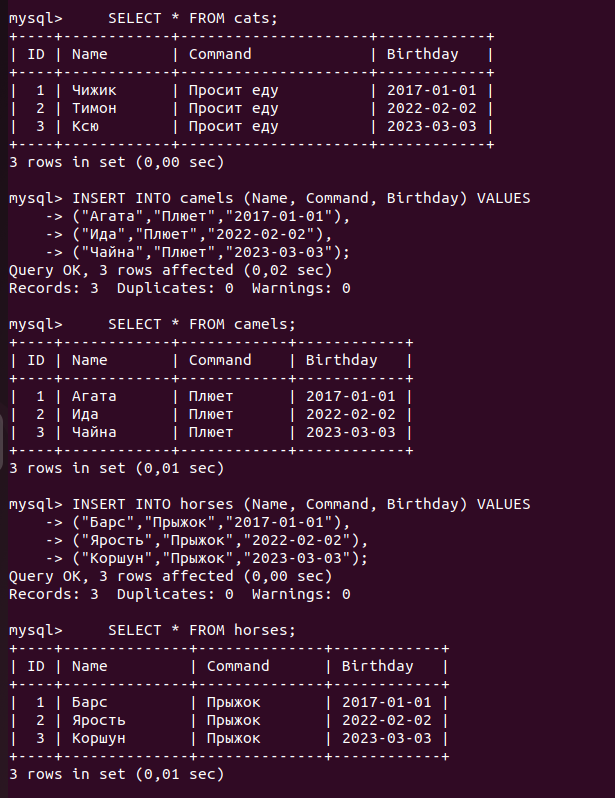 mysql>     SELECT * FROM cats;
+----+------------+---------------------+------------+
| ID | Name       | Command             | Birthday   |
+----+------------+---------------------+------------+
|  1 | Чижик      | Просит еду          | 2017-01-01 |
|  2 | Тимон      | Просит еду          | 2022-02-02 |
|  3 | Ксю        | Просит еду          | 2023-03-03 |
+----+------------+---------------------+------------+
3 rows in set (0,00 sec)
mysql> INSERT INTO camels (Name, Command, Birthday) VALUES
    -> ("Агата","Плюет","2017-01-01"),
    -> ("Ида","Плюет","2022-02-02"),
    -> ("Чайна","Плюет","2023-03-03");
Query OK, 3 rows affected (0,02 sec)
Records: 3  Duplicates: 0  Warnings: 0
mysql>     SELECT * FROM camels;
+----+------------+------------+------------+
| ID | Name       | Command    | Birthday   |
+----+------------+------------+------------+
|  1 | Агата      | Плюет      | 2017-01-01 |
|  2 | Ида        | Плюет      | 2022-02-02 |
|  3 | Чайна      | Плюет      | 2023-03-03 |
+----+------------+------------+------------+
3 rows in set (0,01 sec)
mysql> INSERT INTO horses (Name, Command, Birthday) VALUES
    -> ("Барс","Прыжок","2017-01-01"),
    -> ("Ярость","Прыжок","2022-02-02"),
    -> ("Коршун","Прыжок","2023-03-03");
Query OK, 3 rows affected (0,00 sec)
Records: 3  Duplicates: 0  Warnings: 0
mysql>     SELECT * FROM horses;
+----+--------------+--------------+------------+
| ID | Name         | Command      | Birthday   |
+----+--------------+--------------+------------+
|  1 | Барс         | Прыжок       | 2017-01-01 |
|  2 | Ярость       | Прыжок       | 2022-02-02 |
|  3 | Коршун       | Прыжок       | 2023-03-03 |
+----+--------------+--------------+------------+
3 rows in set (0,01 sec)